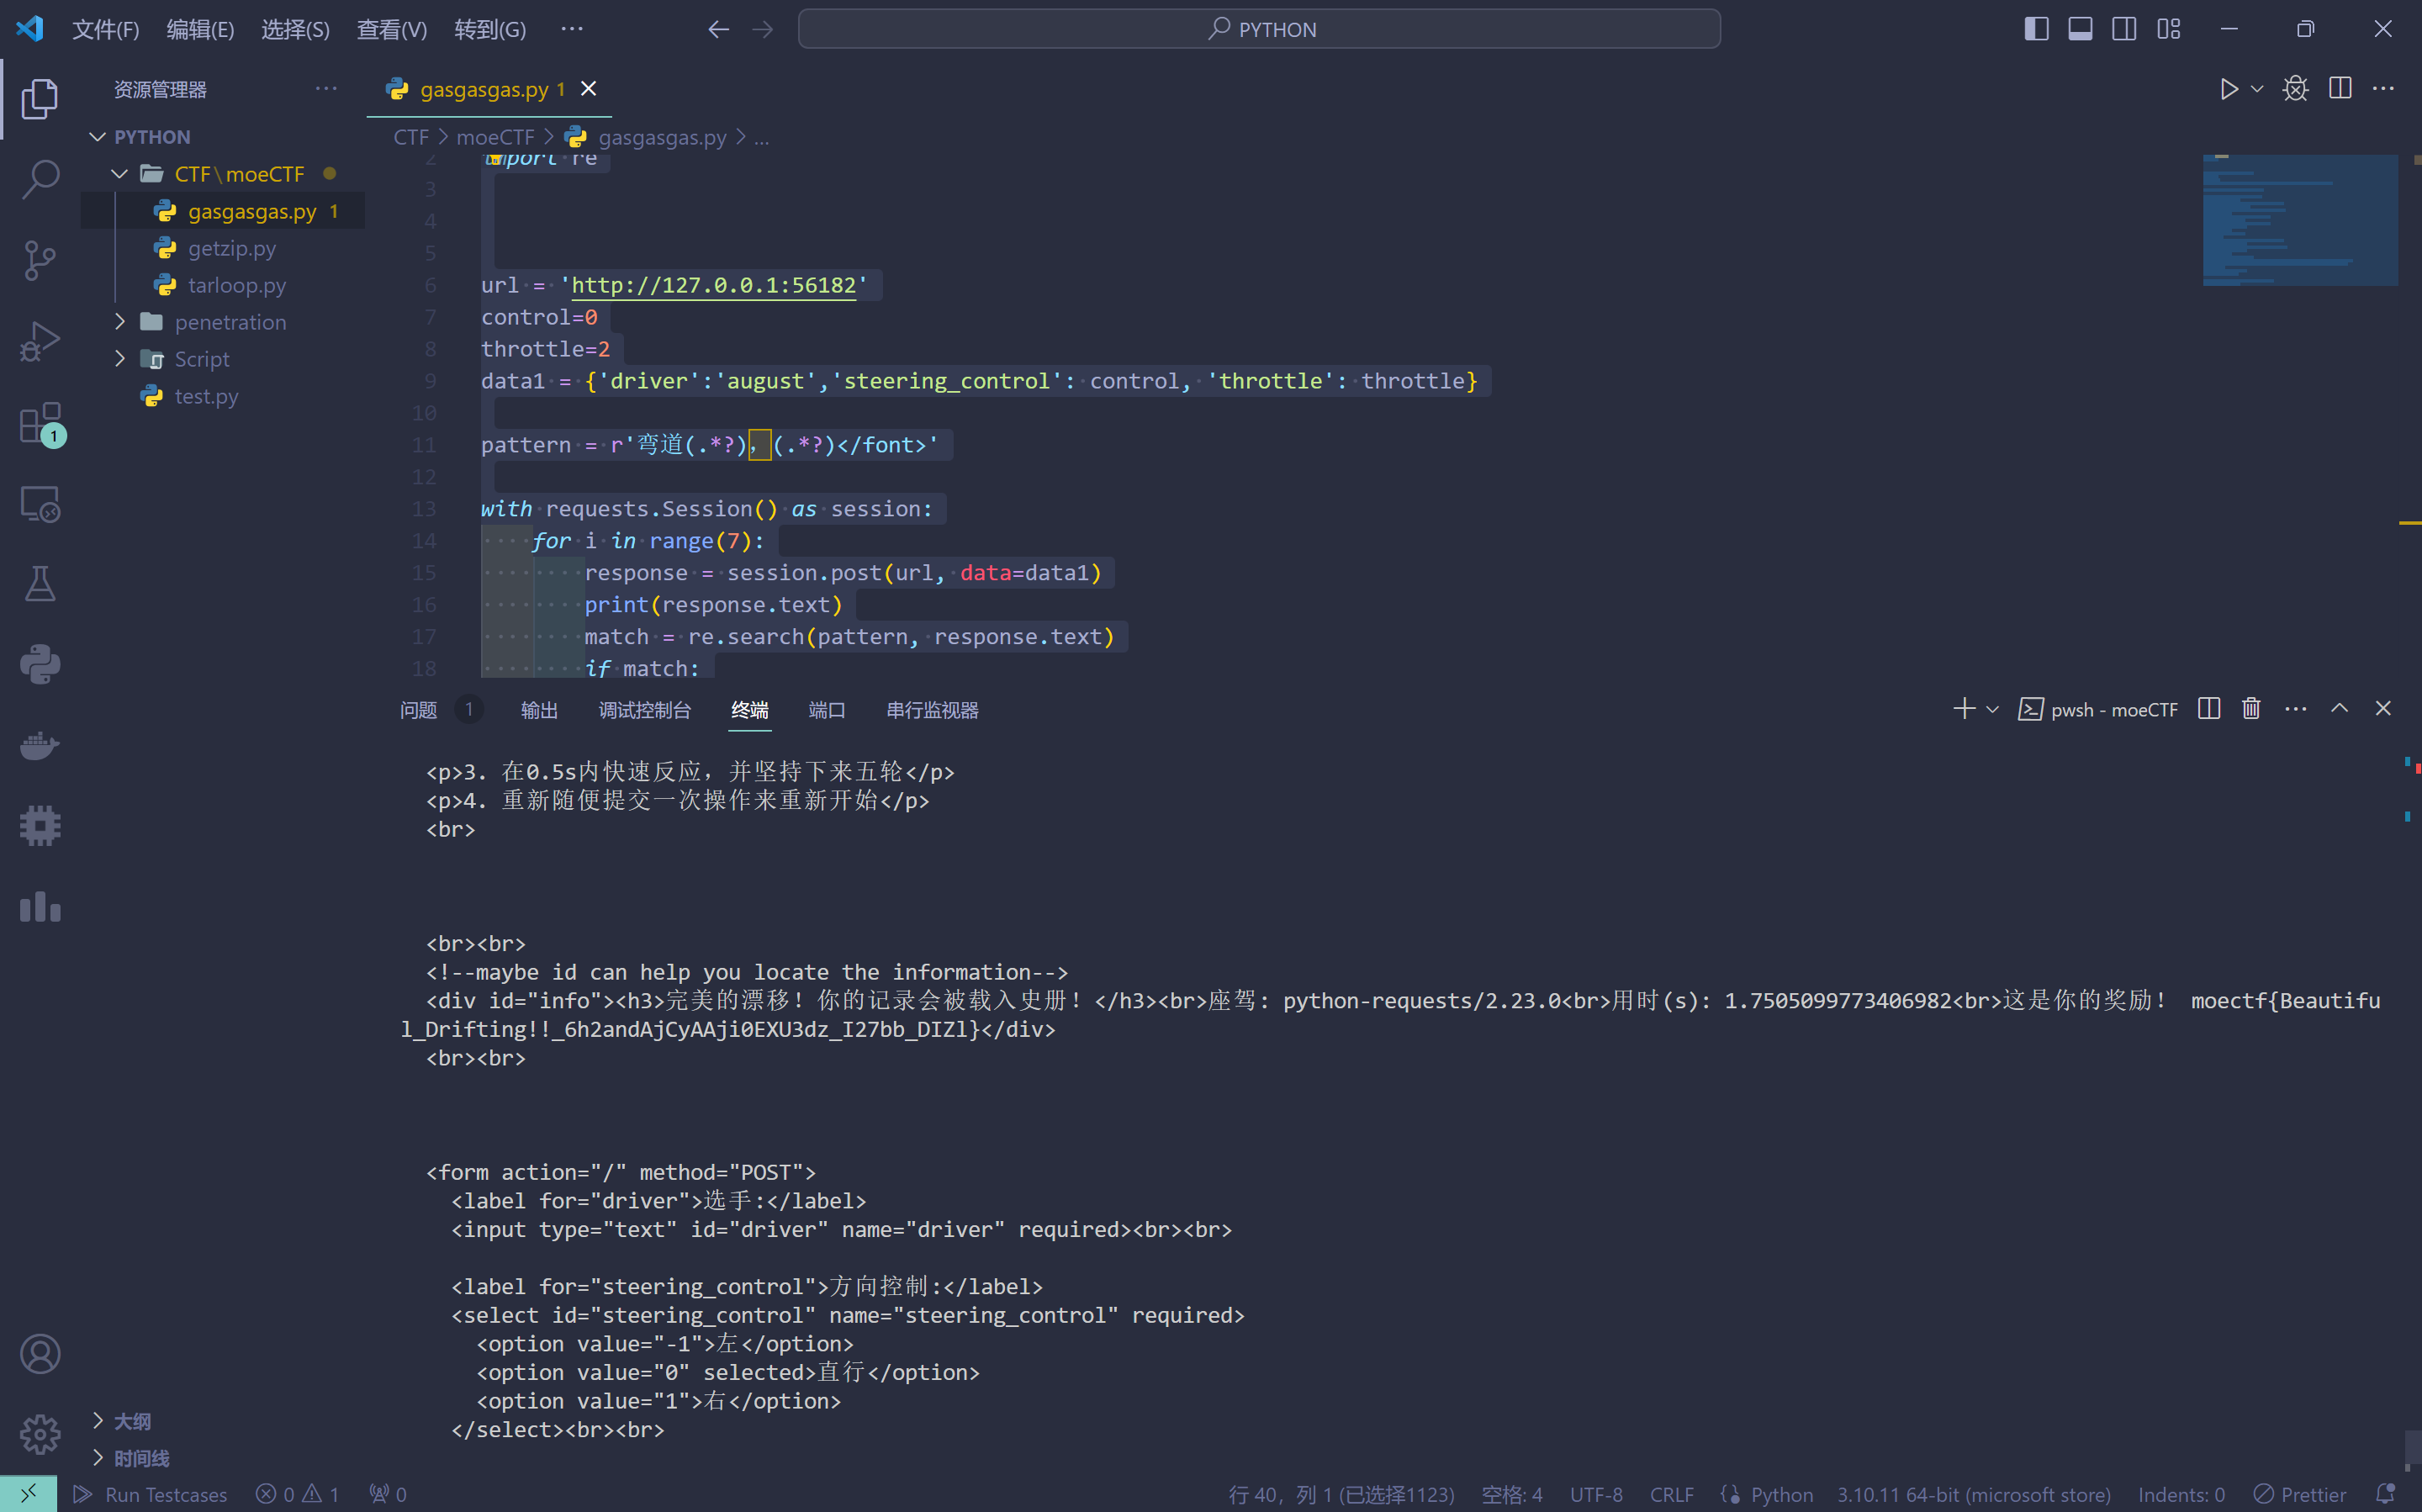 文件(F) 编辑(E) 选择(S) 查看(V) 转到(G) ··· PYTHON
资源管理器 ···
PYTHON
CTF\moeCTF
gasgasgas.py 1
getzip.py
tarloop.py
penetration
Script
test.py
1
大纲
时间线
gasgasgas.py 1
CTF > moeCTF > gasgasgas.py > ...
2 import re
3
4
5
6 url = 'http://127.0.0.1:56182'
7 control=0
8 throttle=2
9 data1 = {'driver':'august','steering_control': control, 'throttle': throttle}
10
11 pattern = r'弯道(.*?)，(.*?)</font>'
12
13 with requests.Session() as session:
14 for i in range(7):
15 response = session.post(url, data=data1)
16 print(response.text)
17 match = re.search(pattern, response.text)
18 if match:
问题 1 输出 调试控制台 终端 端口 串行监视器 pwsh - moeCTF
<p>3. 在0.5s内快速反应，并坚持下来五轮</p>
<p>4. 重新随便提交一次操作来重新开始</p>
<br>
<br><br>
<!--maybe id can help you locate the information-->
<div id="info"><h3>完美的漂移！你的记录会被载入史册！</h3><br>座驾: python-requests/2.23.0<br>用时(s): 1.7505099773406982<br>这是你的奖励！ moectf{Beautifu
l_Drifting!!_6h2andAjCyAAji0EXU3dz_I27bb_DIZl}</div>
<br><br>
<form action="/" method="POST">
<label for="driver">选手:</label>
<input type="text" id="driver" name="driver" required><br><br>
<label for="steering_control">方向控制:</label>
<select id="steering_control" name="steering_control" required>
<option value="-1">左</option>
<option value="0" selected>直行</option>
<option value="1">右</option>
</select><br><br>
Run Testcases 0 1 0 行 40，列 1 (已选择1123) 空格: 4 UTF-8 CRLF Python 3.10.11 64-bit (microsoft store) Indents: 0 Prettier